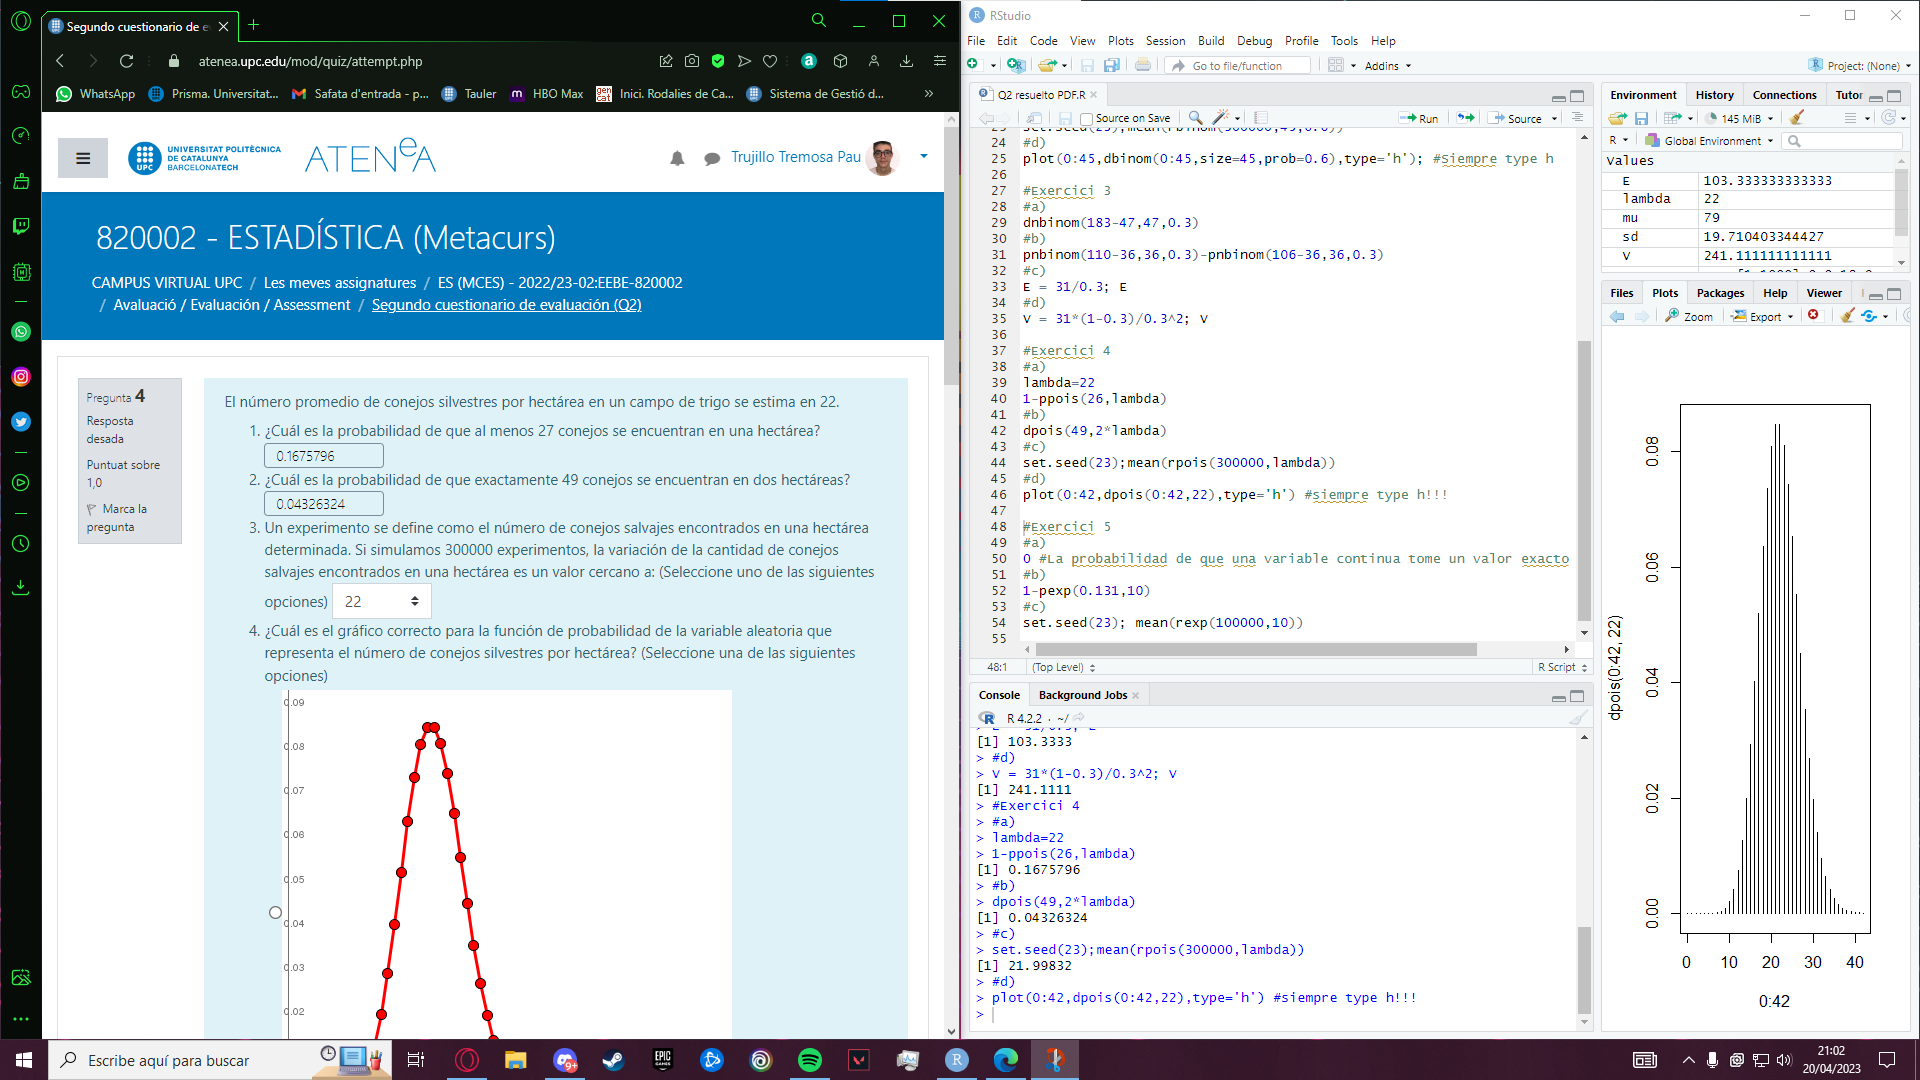 Segundo cuestionario de e
atenea.upc.edu/mod/quiz/attempt.php
WhatsApp
Prisma. Universitat...
Safata d'entrada - p...
Tauler
HBO Max
Inici. Rodalies de Ca...
Sistema de Gestió d...
UNIVERSITAT POLITÈCNICA
DE CATALUNYA
BARCELONATECH
UPC
ATENeA
Trujillo Tremosa Pau
820002 - ESTADÍSTICA (Metacurs)
CAMPUS VIRTUAL UPC / Les meves assignatures / ES (MCES) - 2022/23-02:EEBE-820002
/ Avaluació / Evaluación / Assessment / Segundo cuestionario de evaluación (Q2)
Pregunta 4
Resposta
desada
Puntuat sobre
1,0
Marca la
pregunta
El número promedio de conejos silvestres por hectárea en un campo de trigo se estima en 22.
1. ¿Cuál es la probabilidad de que al menos 27 conejos se encuentran en una hectárea?
0.1675796
2. ¿Cuál es la probabilidad de que exactamente 49 conejos se encuentran en dos hectáreas?
0.04326324
3. Un experimento se define como el número de conejos salvajes encontrados en una hectárea
determinada. Si simulamos 300000 experimentos, la variación de la cantidad de conejos
salvajes encontrados en una hectárea es un valor cercano a: (Seleccione uno de las siguientes
opciones) 22
4. ¿Cuál es el gráfico correcto para la función de probabilidad de la variable aleatoria que
representa el número de conejos silvestres por hectárea? (Seleccione una de las siguientes
opciones)
0.09
0.08
0.07
0.06
0.05
0.04
0.03
0.02
RStudio
File Edit Code View Plots Session Build Debug Profile Tools Help
Go to file/function
Addins
Project: (None)
Q2 resuelto PDF.R
Source on Save
Run
Source
24 #d)
25 plot(0:45,dbinom(0:45,size=45,prob=0.6),type='h'); #Siempre type h
26
27 #Exercici 3
28 #a)
29 dnbinom(183-47,47,0.3)
30 #b)
31 pnbinom(110-36,36,0.3)-pnbinom(106-36,36,0.3)
32 #c)
33 E = 31/0.3; E
34 #d)
35 V = 31*(1-0.3)/0.3^2; V
36
37 #Exercici 4
38 #a)
39 lambda=22
40 1-ppois(26,lambda)
41 #b)
42 dpois(49,2*lambda)
43 #c)
44 set.seed(23);mean(rpois(300000,lambda))
45 #d)
46 plot(0:42,dpois(0:42,22),type='h') #siempre type h!!!
47
48 #Exercici 5
49 #a)
50 0 #La probabilidad de que una variable continua tome un valor exacto
51 #b)
52 1-pexp(0.131,10)
53 #c)
54 set.seed(23); mean(rexp(100000,10))
55
48:1 (Top Level) R Script
Console Background Jobs
R 4.2.2 · ~/
[1] 103.3333
> #d)
> V = 31*(1-0.3)/0.3^2; V
[1] 241.1111
> #Exercici 4
> #a)
> lambda=22
> 1-ppois(26,lambda)
[1] 0.1675796
> #b)
> dpois(49,2*lambda)
[1] 0.04326324
> #c)
> set.seed(23);mean(rpois(300000,lambda))
[1] 21.99832
> #d)
> plot(0:42,dpois(0:42,22),type='h') #siempre type h!!!
>
Environment History Connections Tutor
145 MiB
R Global Environment
Values
E 103.333333333333
lambda 22
mu 79
sd 19.710403344427
V 241.111111111111
Files Plots Packages Help Viewer
Zoom Export
dpois(0:42, 22)
0.08
0.06
0.04
0.02
0.00
0 10 20 30 40
0:42
Escribe aquí para buscar
9+
EPIC
GAMES
21:02
20/04/2023